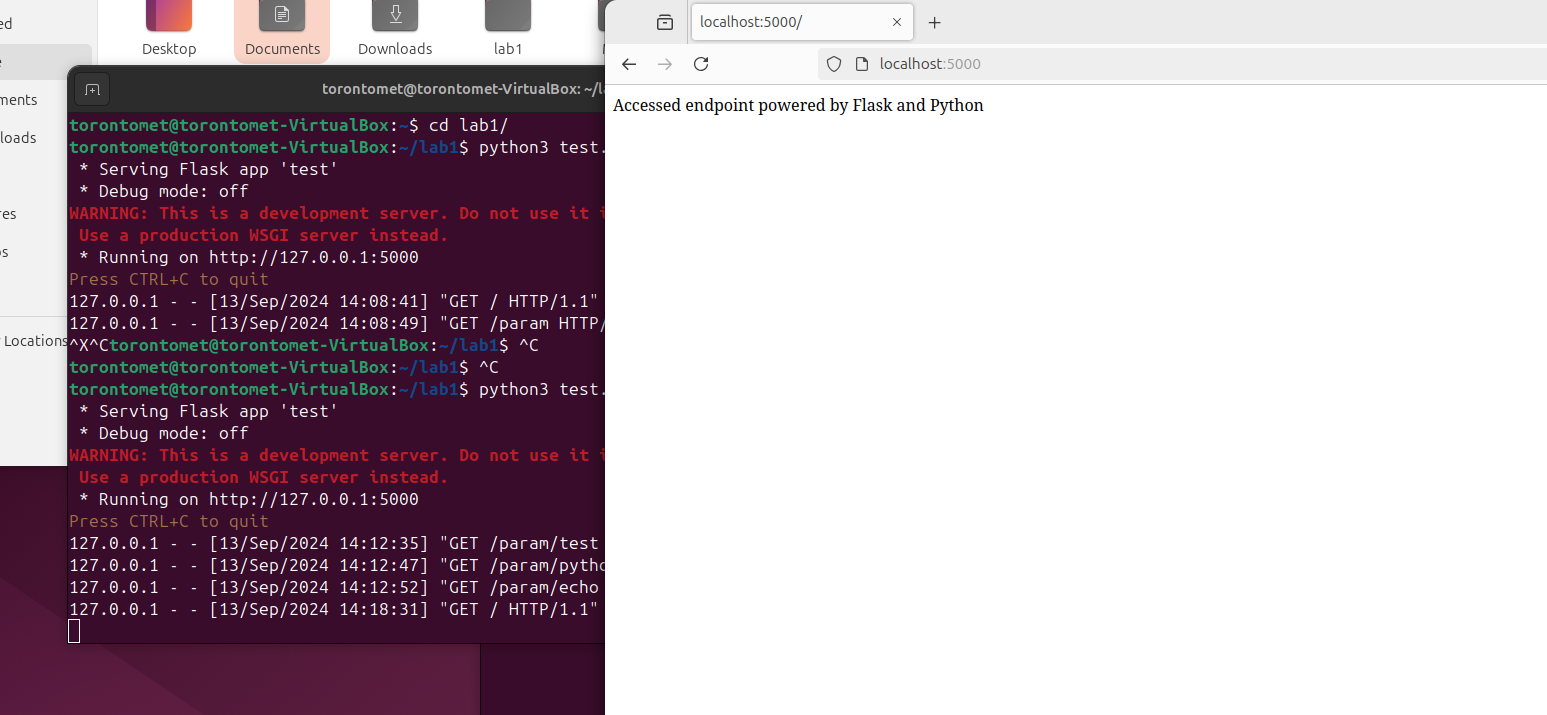 Desktop
Documents
Downloads
lab1
ments
loads
Locations
torontomet@torontomet-VirtualBox: ~/la
torontomet@torontomet-VirtualBox:~$ cd lab1/
torontomet@torontomet-VirtualBox:~/lab1$ python3 test.
* Serving Flask app 'test'
* Debug mode: off
WARNING: This is a development server. Do not use it i
Use a production WSGI server instead.
* Running on http://127.0.0.1:5000
Press CTRL+C to quit
127.0.0.1 - - [13/Sep/2024 14:08:41] "GET / HTTP/1.1"
127.0.0.1 - - [13/Sep/2024 14:08:49] "GET /param HTTP/
^X^Ctorontomet@torontomet-VirtualBox:~/lab1$ ^C
torontomet@torontomet-VirtualBox:~/lab1$ ^C
torontomet@torontomet-VirtualBox:~/lab1$ python3 test.
* Serving Flask app 'test'
* Debug mode: off
WARNING: This is a development server. Do not use it i
Use a production WSGI server instead.
* Running on http://127.0.0.1:5000
Press CTRL+C to quit
127.0.0.1 - - [13/Sep/2024 14:12:35] "GET /param/test
127.0.0.1 - - [13/Sep/2024 14:12:47] "GET /param/pytho
127.0.0.1 - - [13/Sep/2024 14:12:52] "GET /param/echo
127.0.0.1 - - [13/Sep/2024 14:18:31] "GET / HTTP/1.1"
localhost:5000/
localhost:5000
Accessed endpoint powered by Flask and Python